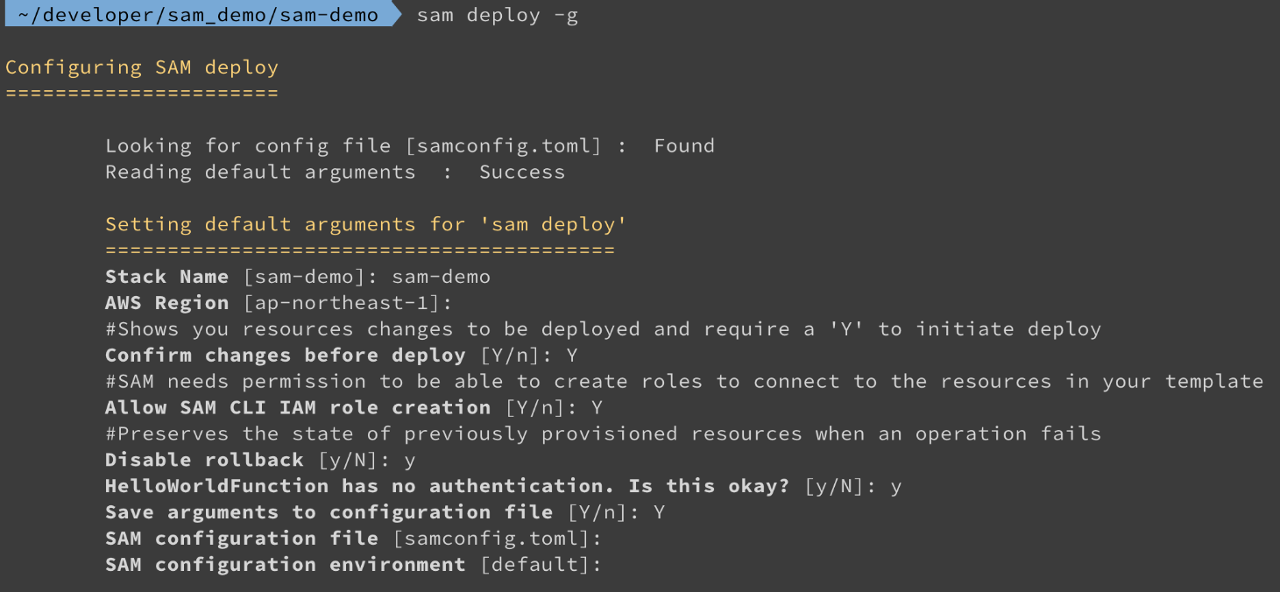 ~/developer/sam_demo/sam-demo sam deploy -g
Configuring SAM deploy
======================
Looking for config file [samconfig.toml] :  Found
Reading default arguments  :  Success
Setting default arguments for 'sam deploy'
=========================================
Stack Name [sam-demo]: sam-demo
AWS Region [ap-northeast-1]:
#Shows you resources changes to be deployed and require a 'Y' to initiate deploy
Confirm changes before deploy [Y/n]: Y
#SAM needs permission to be able to create roles to connect to the resources in your template
Allow SAM CLI IAM role creation [Y/n]: Y
#Preserves the state of previously provisioned resources when an operation fails
Disable rollback [y/N]: y
HelloWorldFunction has no authentication. Is this okay? [y/N]: y
Save arguments to configuration file [Y/n]: Y
SAM configuration file [samconfig.toml]:
SAM configuration environment [default]: